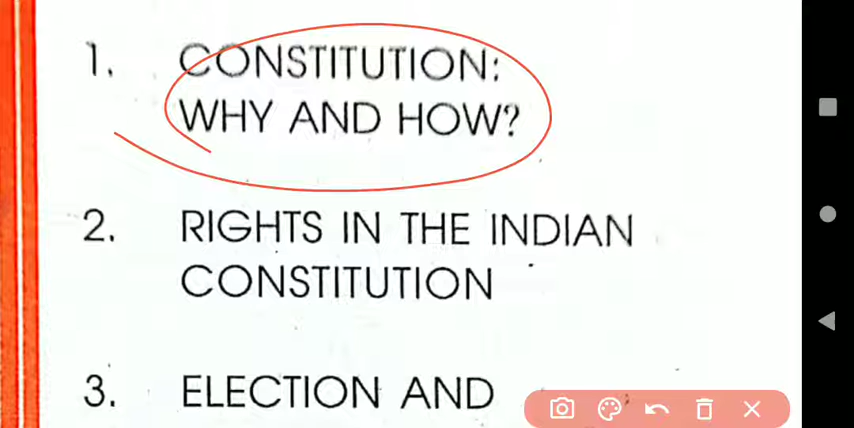 1. CONSTITUTION:
WHY AND HOW?
2. RIGHTS IN THE INDIAN
CONSTITUTION
3. ELECTION AND